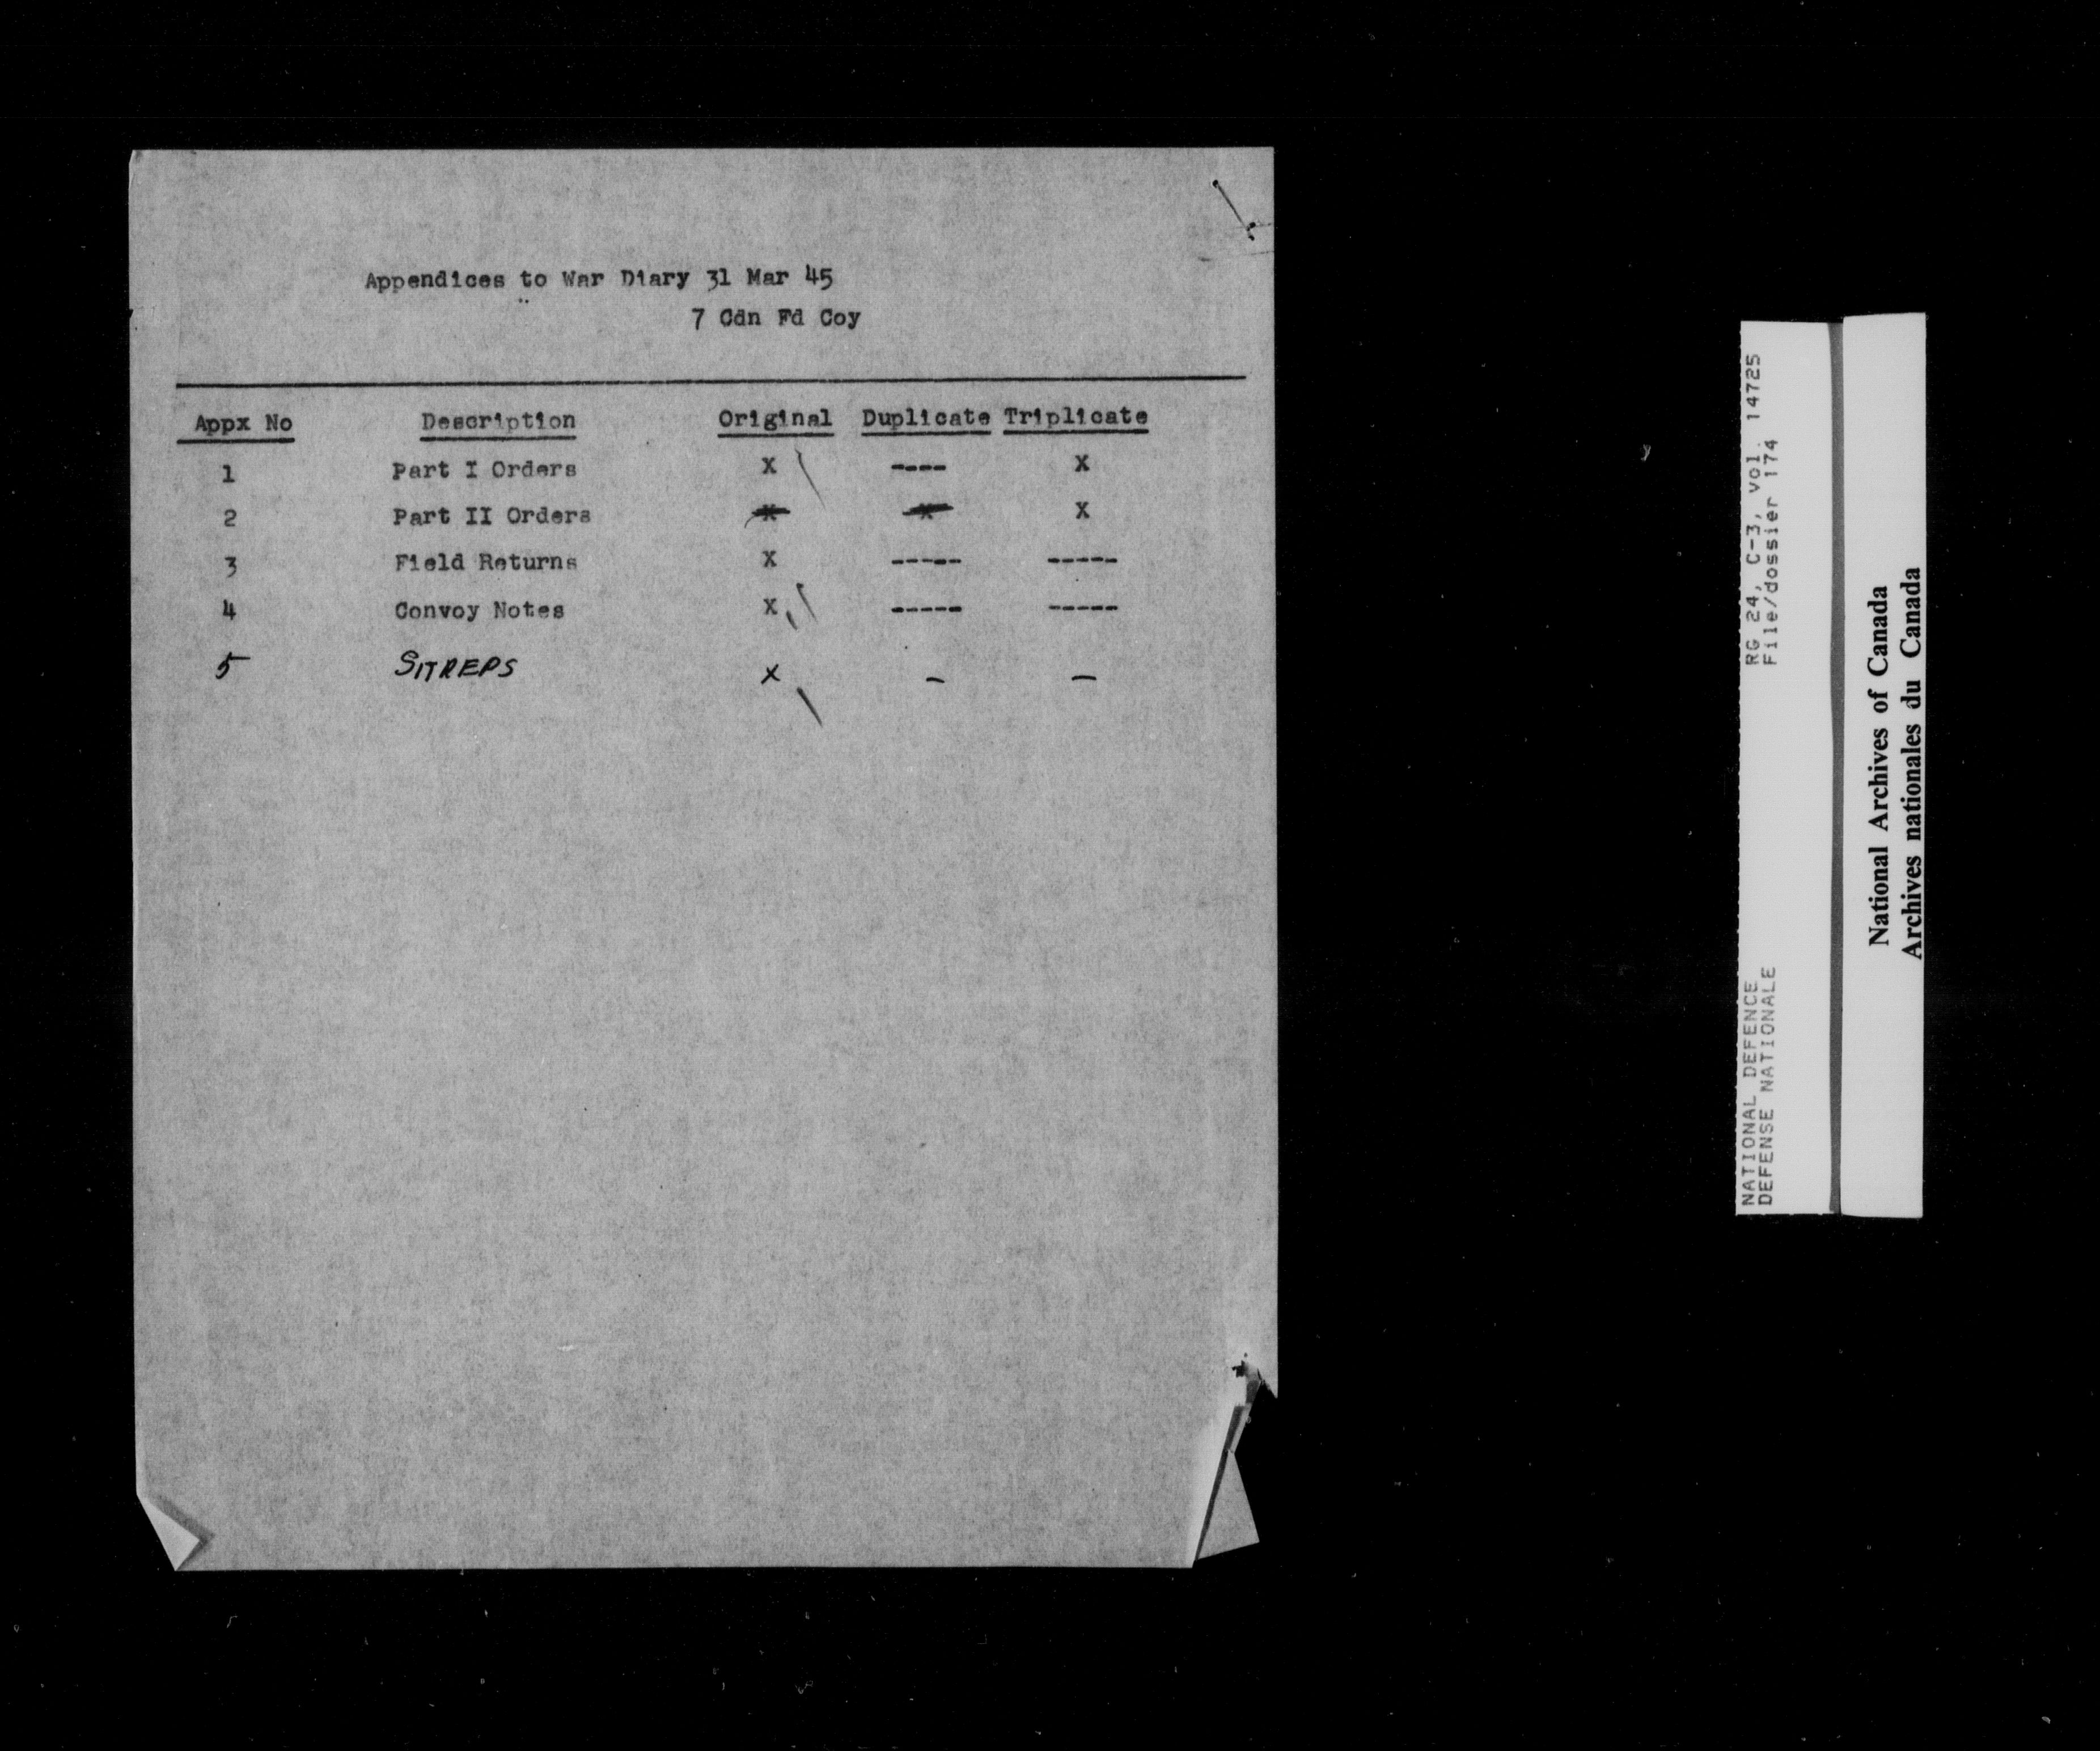 Appendices to War Diary 31 Mar 45
7 Cdn Fd Coy
Appx No Description Original Duplicate Triplicate
1 Part I Orders X ---- X
2 Part II Orders X X X
3 Field Returns X ----- -----
4 Convoy Notes X ----- -----
5 SITREPS X - -
NATIONAL DEFENCE RG 24, C-3, vol. 14725
DEFENSE NATIONALE File/dossier 174
National Archives of Canada
Archives nationales du Canada